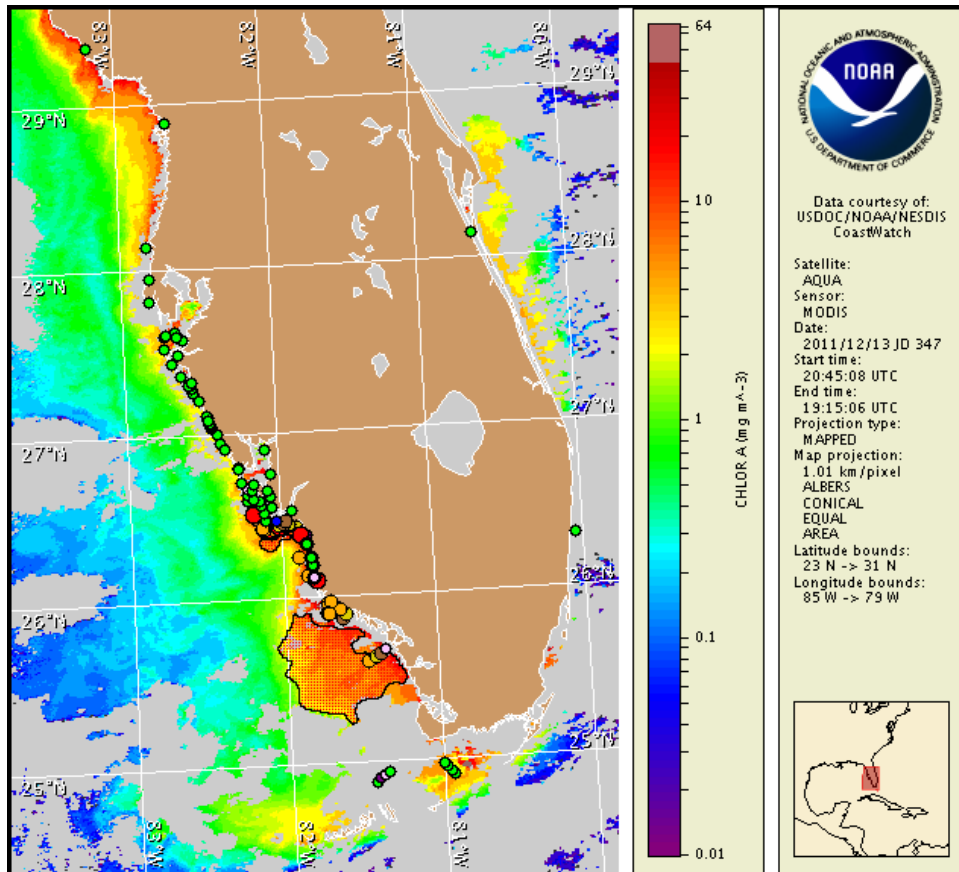 83°W
82°W
81°W
80°W
29°N
29°N
28°N
28°N
27°N
27°N
26°N
26°N
25°N
25°N
83°W
82°W
81°W
64
10
1
0.1
0.01
CHLOR A (mg m^-3)
NATIONAL OCEANIC AND ATMOSPHERIC ADMINISTRATION
NOAA
U.S. DEPARTMENT OF COMMERCE
Data courtesy of:
USDOC/NOAA/NESDIS
CoastWatch
Satellite:
AQUA
Sensor:
MODIS
Date:
2011/12/13 JD 347
Start time:
20:45:08 UTC
End time:
19:15:06 UTC
Projection type:
MAPPED
Map projection:
1.01 km/pixel
ALBERS
CONICAL
EQUAL
AREA
Latitude bounds:
23 N -> 31 N
Longitude bounds:
85 W -> 79 W